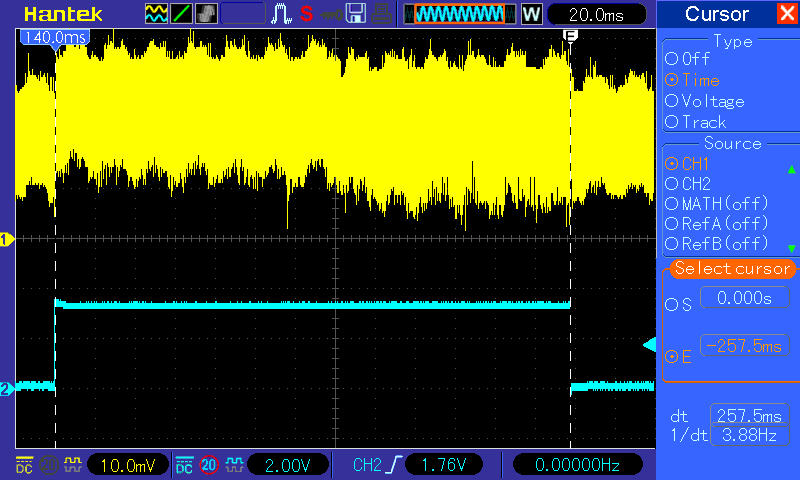 Hantek S W 20.0ms Cursor
140.0ms E
Type
Off
Time
Voltage
Track
Source
CH1
CH2
MATH(off)
RefA(off)
RefB(off)
1
Select cursor
S 0.000s
E -257.5ms
2
dt 257.5ms
1/dt 3.88Hz
DC 20 10.0mV DC 20 2.00V CH2 1.76V 0.00000Hz